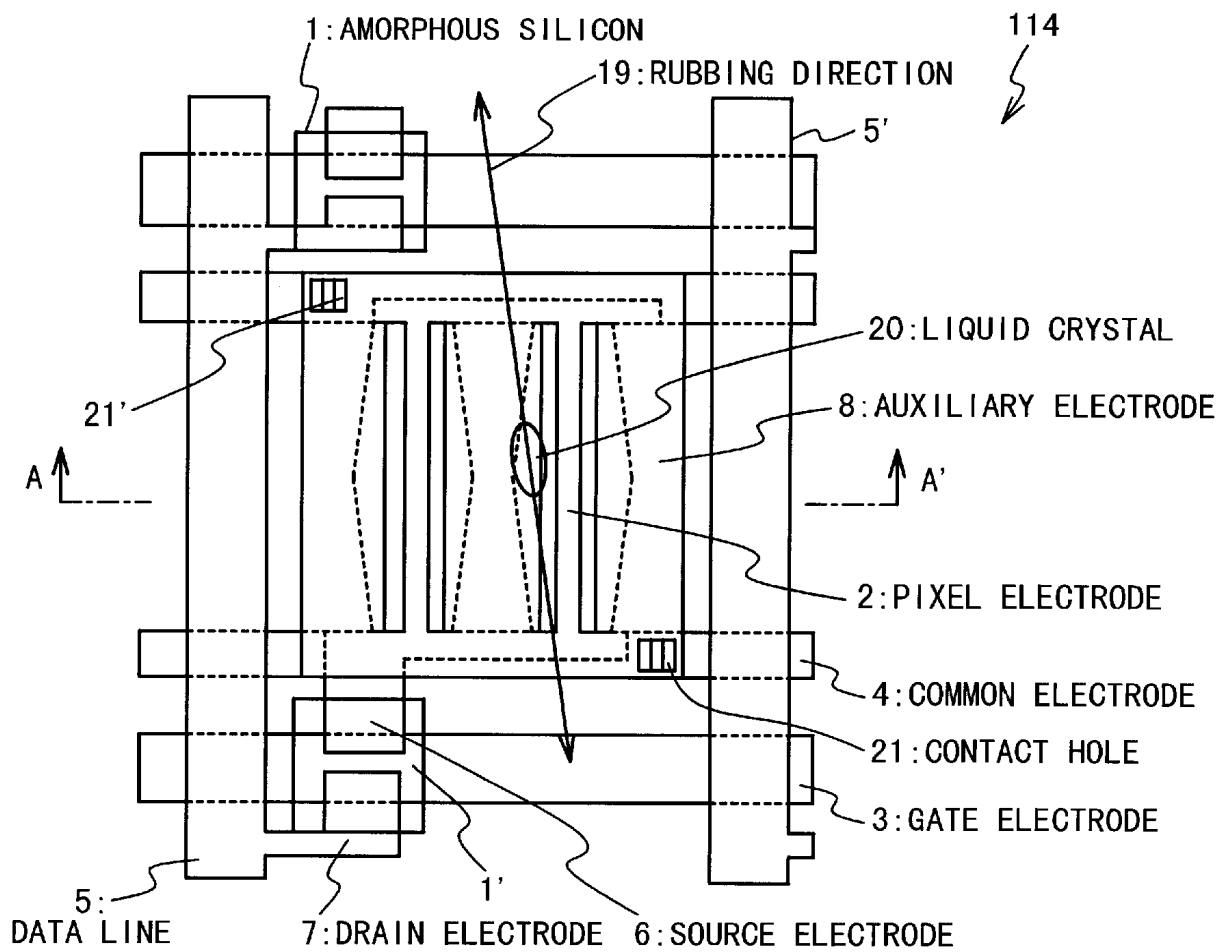 1:AMORPHOUS SILICON
114
19:RUBBING DIRECTION
5'
20:LIQUID CRYSTAL
21'
8:AUXILIARY ELECTRODE
A
A'
2:PIXEL ELECTRODE
4:COMMON ELECTRODE
21:CONTACT HOLE
3:GATE ELECTRODE
1'
5:
DATA LINE
7:DRAIN ELECTRODE
6:SOURCE ELECTRODE